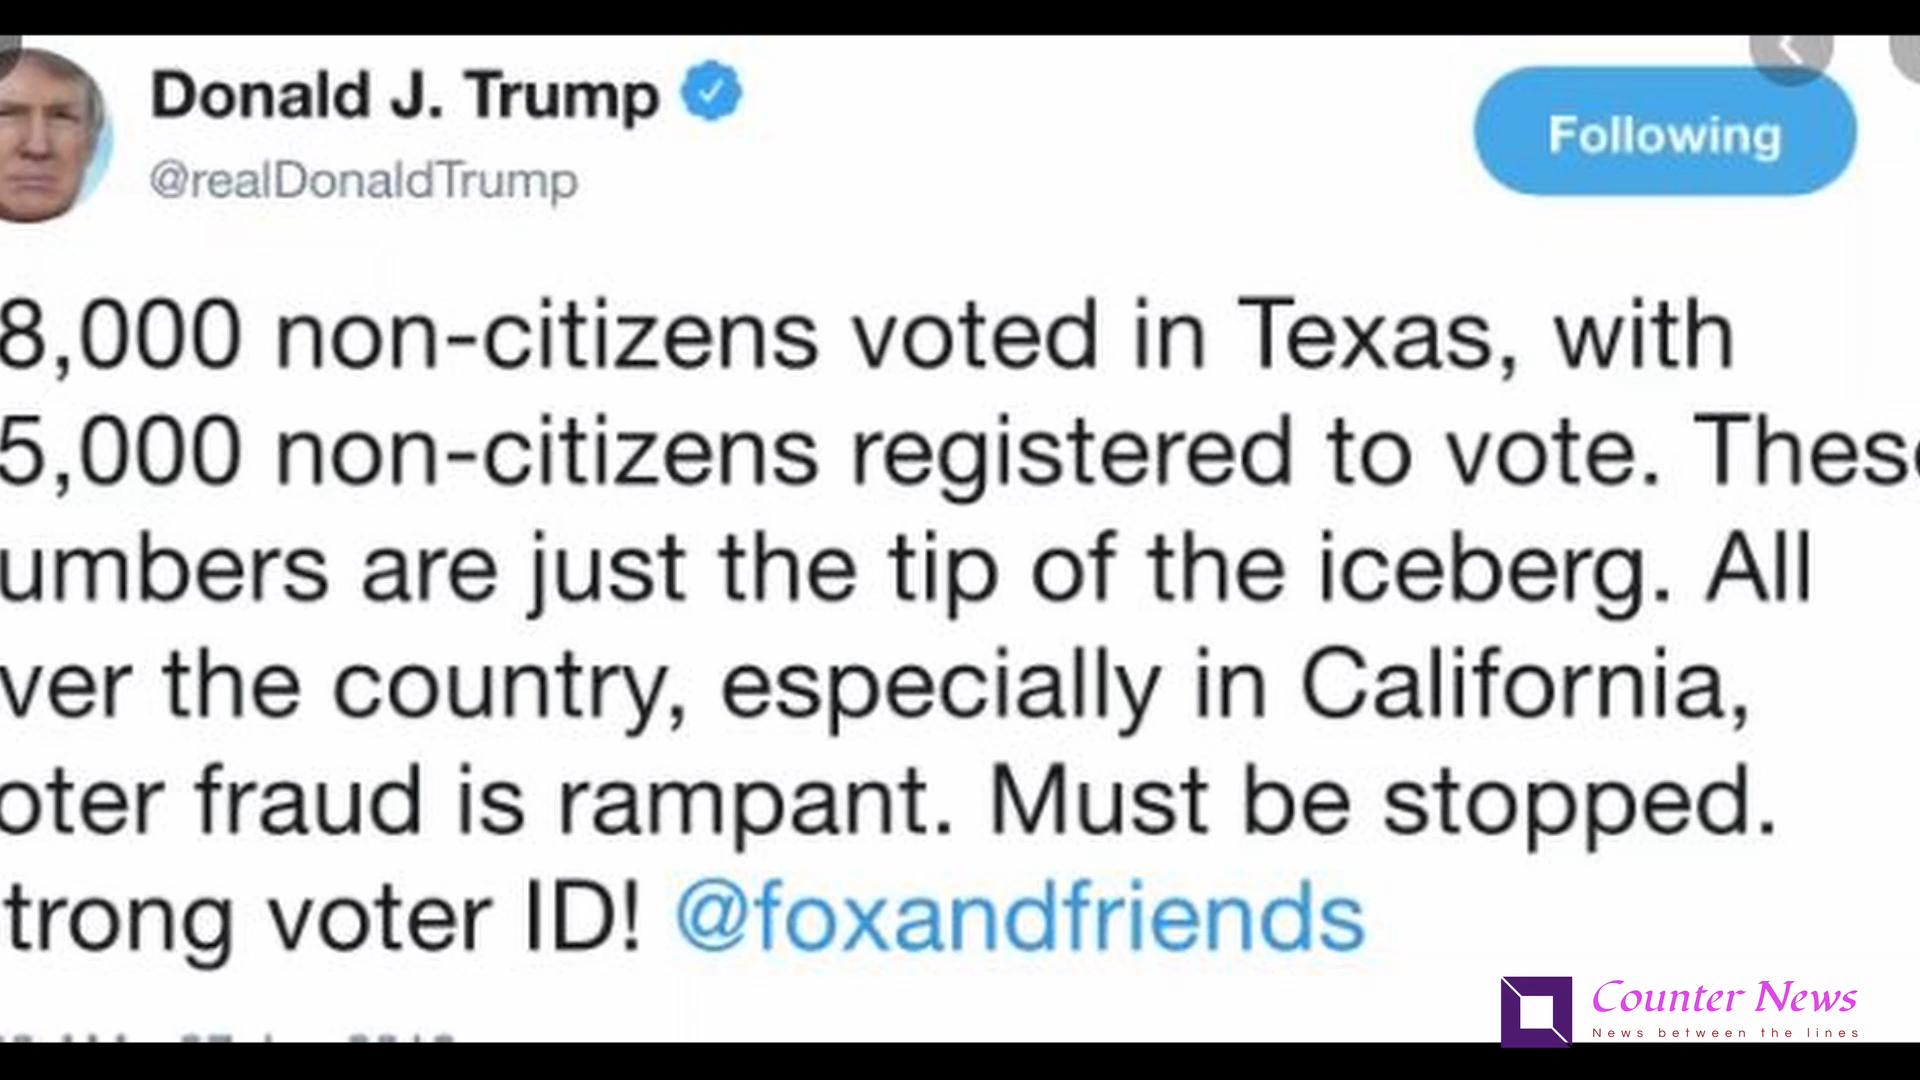 Donald J. Trump
@realDonaldTrump
Following
8,000 non-citizens voted in Texas, with
5,000 non-citizens registered to vote. These
umbers are just the tip of the iceberg. All
ver the country, especially in California,
oter fraud is rampant. Must be stopped.
trong voter ID! @foxandfriends
Counter News
News between the lines